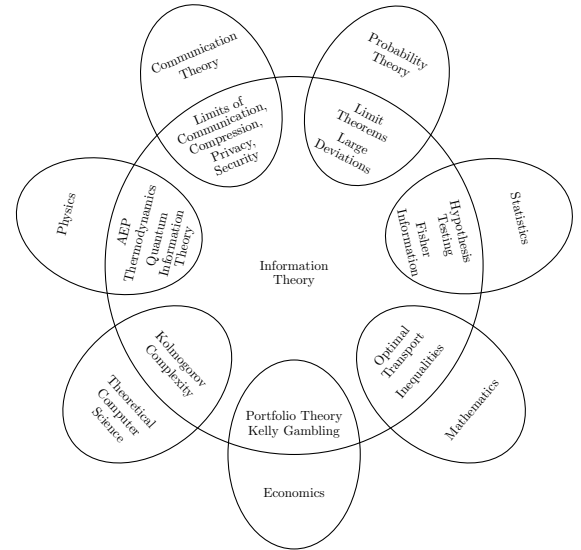 Communication
Theory
Limits of
Communication,
Compression,
Privacy,
Security
Probability
Theory
Limit
Theorems
Large
Deviations
Physics
AEP
Thermodynamics
Quantum
Information
Theory
Statistics
Hypothesis
Testing
Fisher
Information
Information
Theory
Kolmogorov
Complexity
Theoretical
Computer
Science
Optimal
Transport
Inequalities
Mathematics
Portfolio Theory
Kelly Gambling
Economics